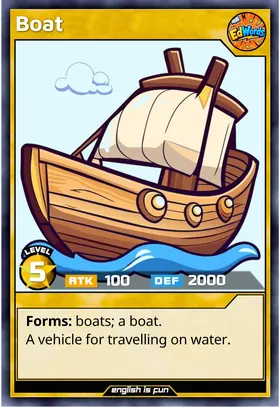 Boat
EdWords
LEVEL
5
ATK 100 DEF 2000
Forms: boats; a boat.
A vehicle for travelling on water.
english is fun